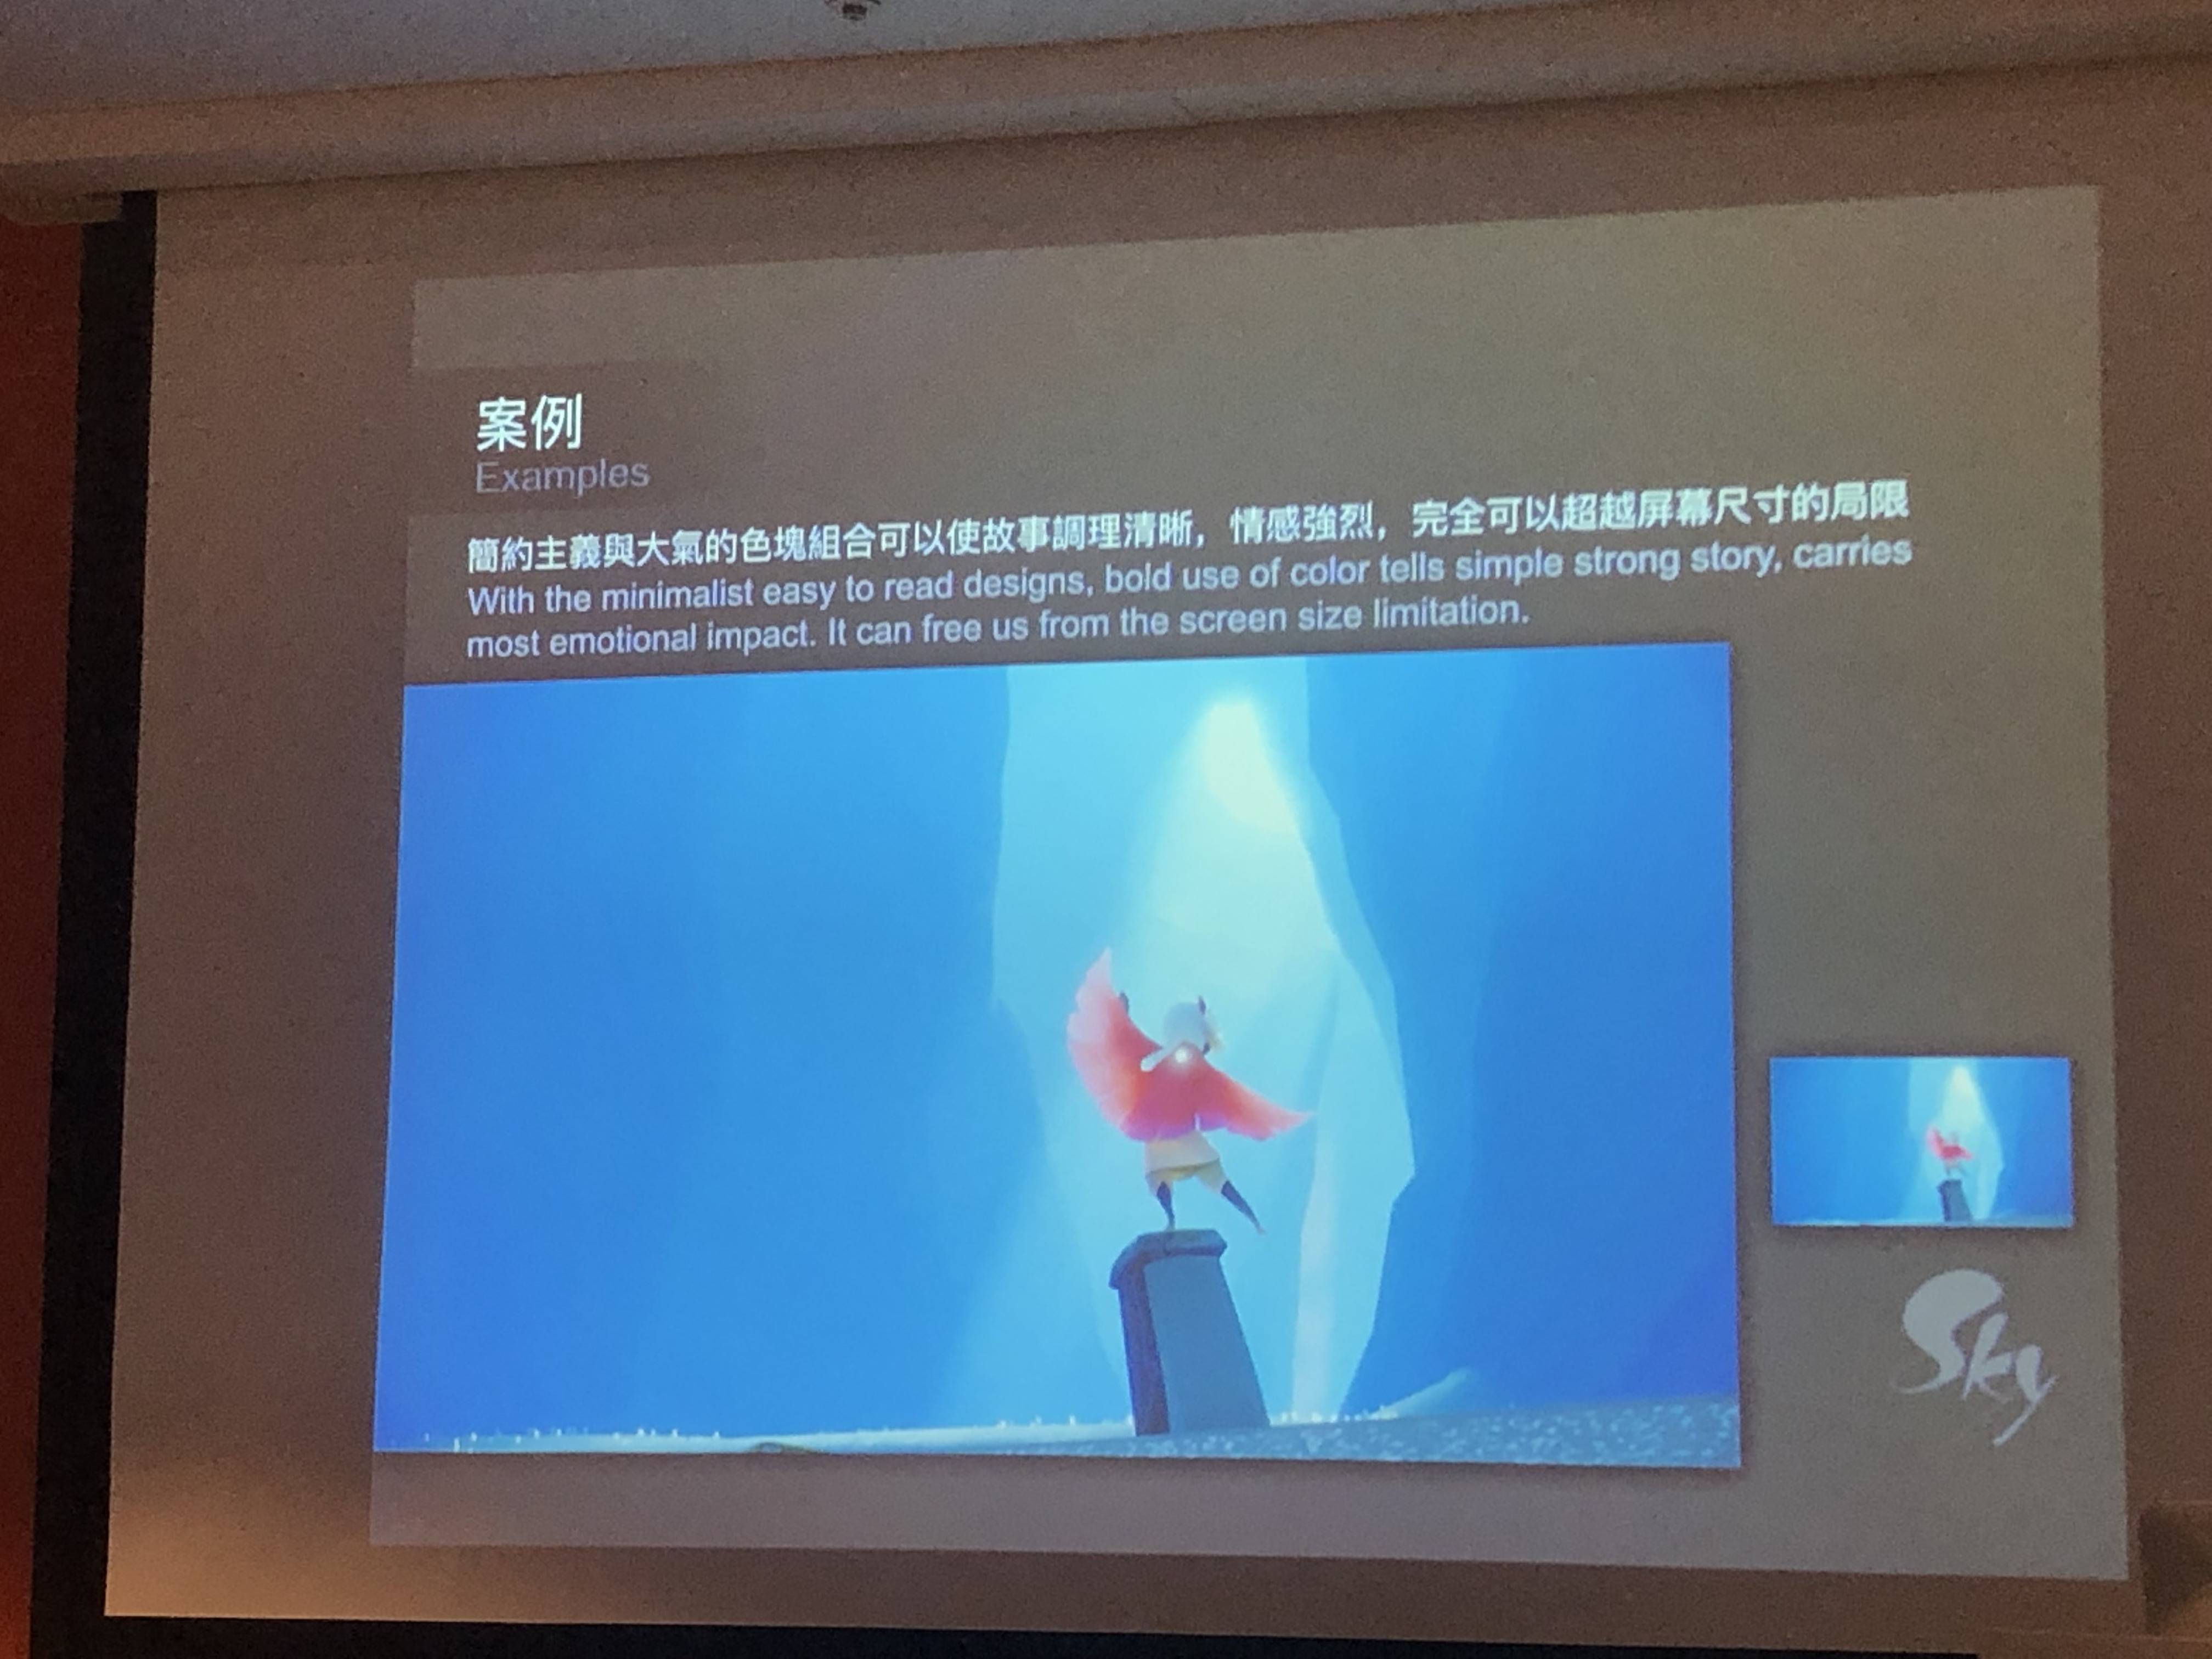 案例
Examples
簡約主義與大氣的色塊組合可以使故事調理清晰，情感強烈，完全可以超越屏幕尺寸的局限
With the minimalist easy to read designs, bold use of color tells simple strong story, carries
most emotional impact. It can free us from the screen size limitation.
Sky